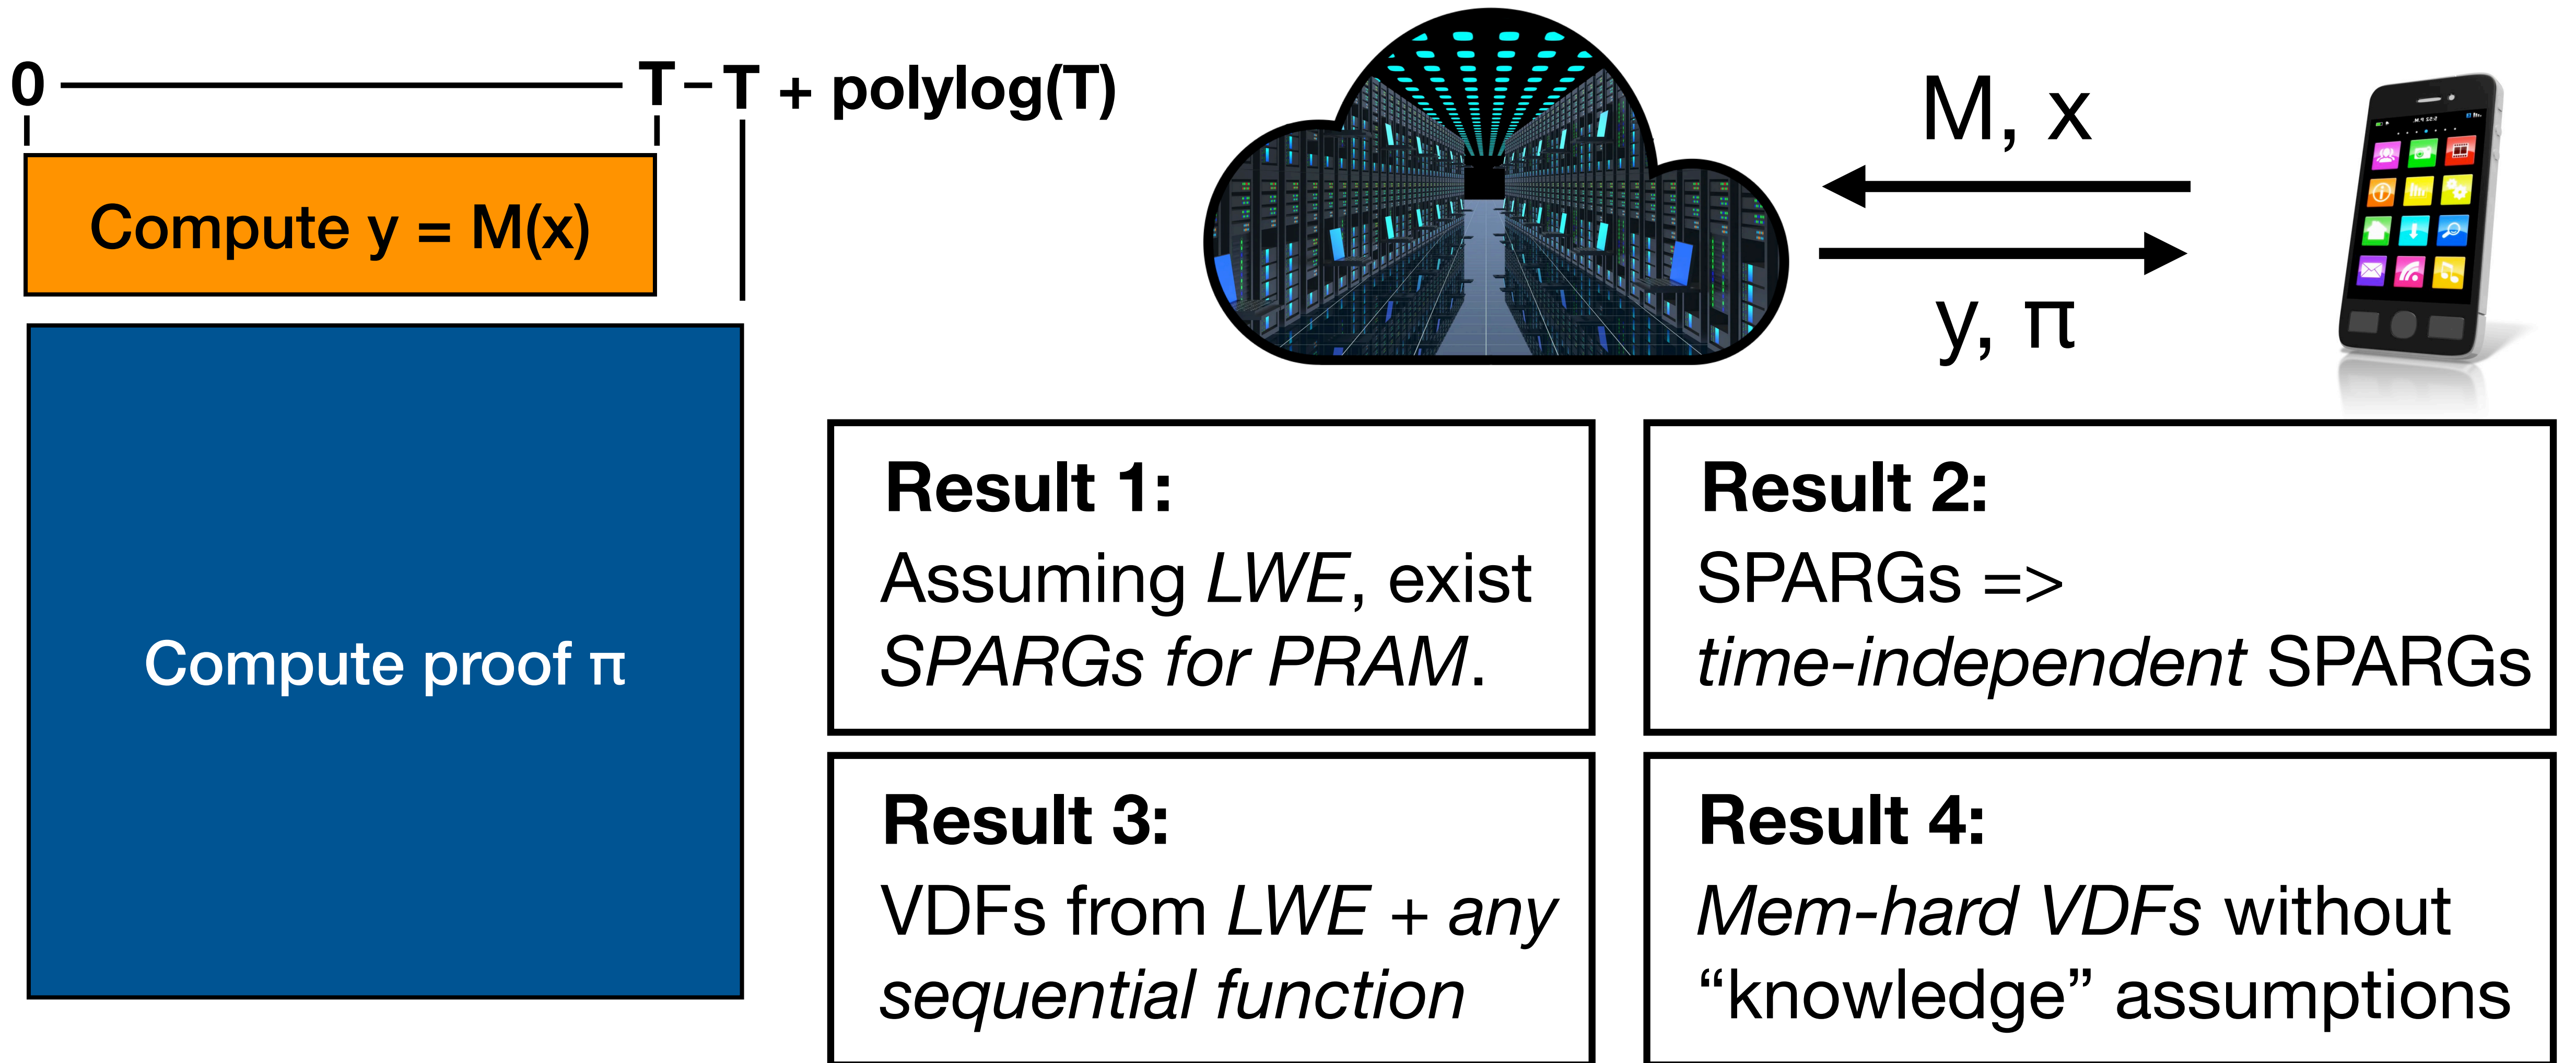 0 T – T + polylog(T)
Compute y = M(x)
Compute proof π
M, x
y, π
Result 1:
Assuming LWE, exist
SPARGs for PRAM.
Result 2:
SPARGs =>
time-independent SPARGs
Result 3:
VDFs from LWE + any
sequential function
Result 4:
Mem-hard VDFs without
“knowledge” assumptions